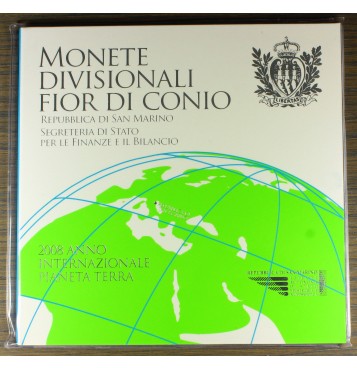 MONETE
DIVISIONALI
FIOR DI CONIO
REPUBBLICA DI SAN MARINO
SEGRETERIA DI STATO
PER LE FINANZE E IL BILANCIO
LIBERTAS
2008 ANNO
INTERNAZIONALE
PIANETA TERRA